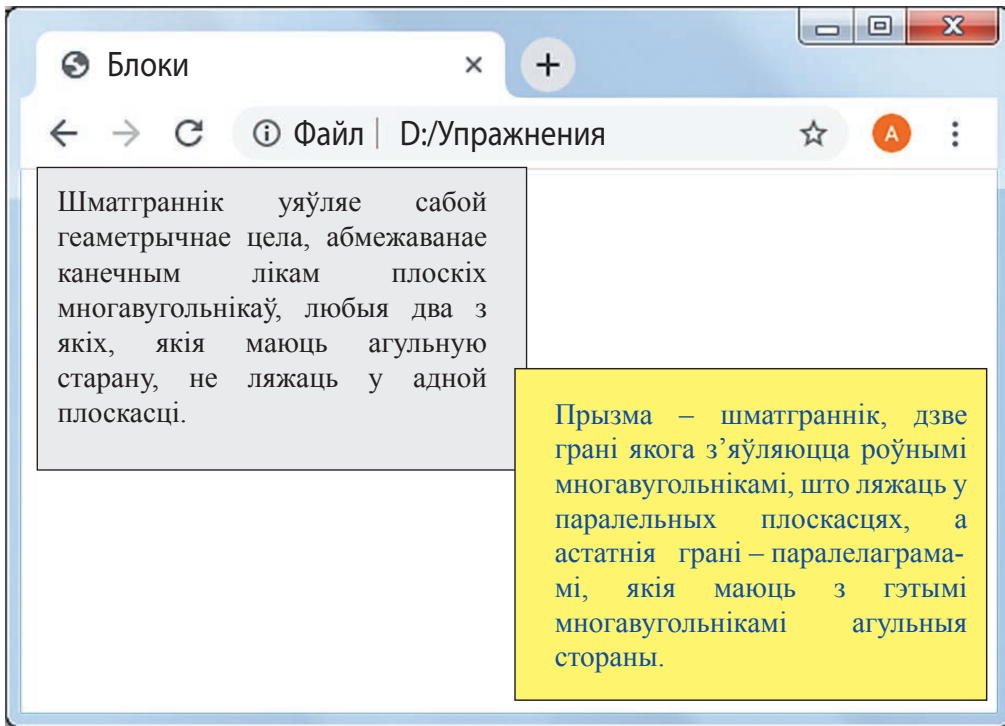 Блоки
Файл | D:/Упражнения
А
Шматграннік уяўляе сабой
геаметрычнае цела, абмежаванае
канечным лікам плоскіх
многавугольнікаў, любыя два з
якіх, якія маюць агульную
старану, не ляжаць у адной
плоскасці.
Прызма – шматграннік, дзве
грані якога з’яўляюцца роўнымі
многавугольнікамі, што ляжаць у
паралельных плоскасцях, а
астатнія грані – паралелаграма-
мі, якія маюць з гэтымі
многавугольнікамі агульныя
стораны.